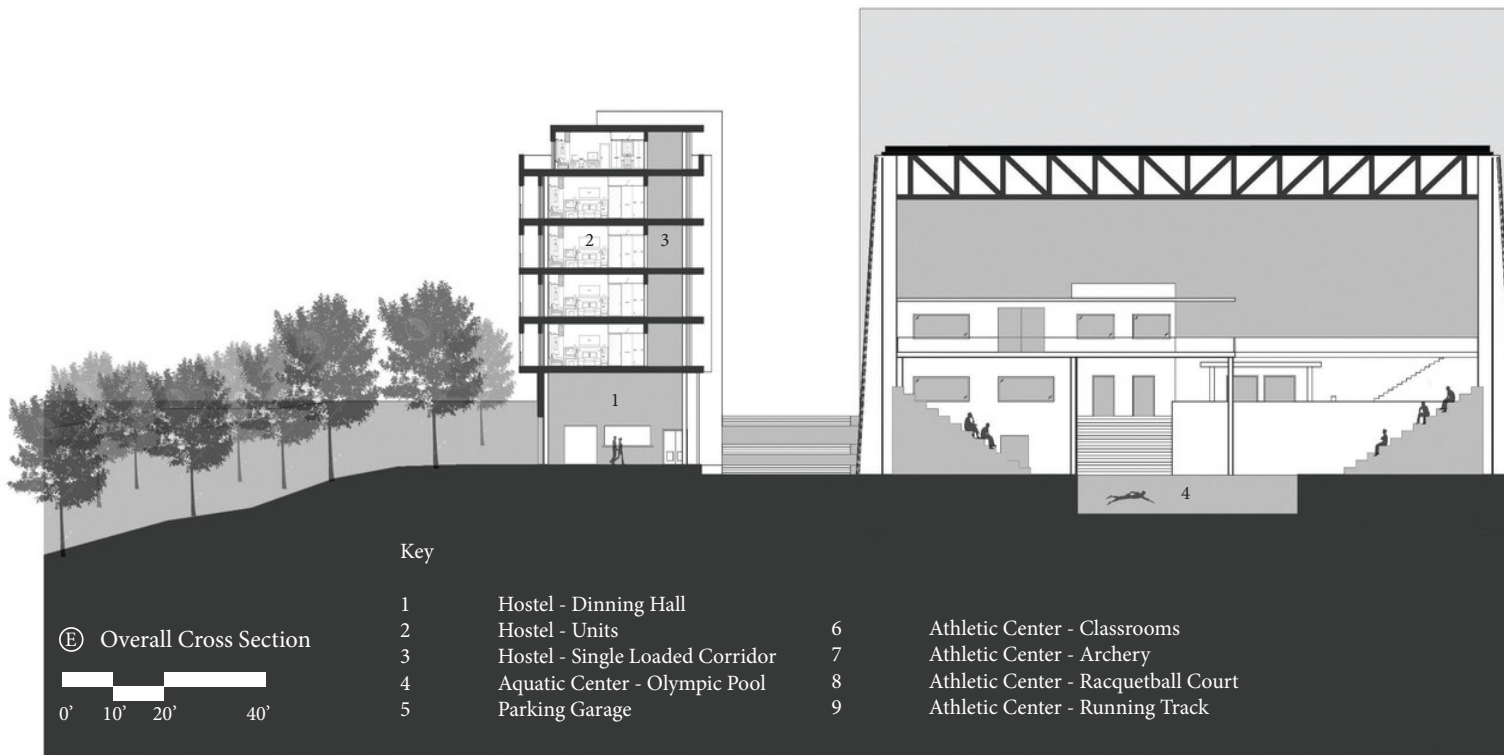 2
3
1
4
Key
1 Hostel - Dinning Hall
2 Hostel - Units
3 Hostel - Single Loaded Corridor
4 Aquatic Center - Olympic Pool
5 Parking Garage
6 Athletic Center - Classrooms
7 Athletic Center - Archery
8 Athletic Center - Racquetball Court
9 Athletic Center - Running Track
E Overall Cross Section
0’ 10’ 20’ 40’